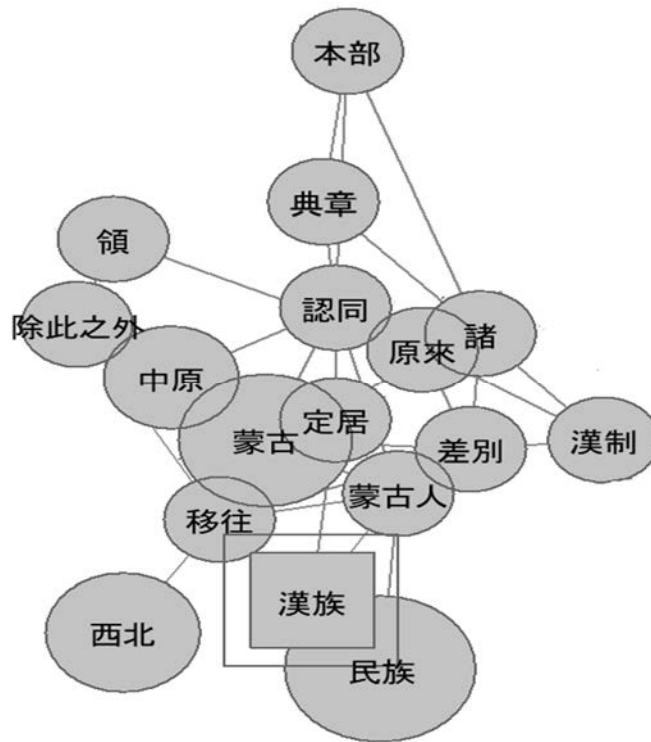 本部
典章
領
認同
除此之外
諸
原來
中原
定居
蒙古
漢制
差別
蒙古人
移往
漢族
西北
民族